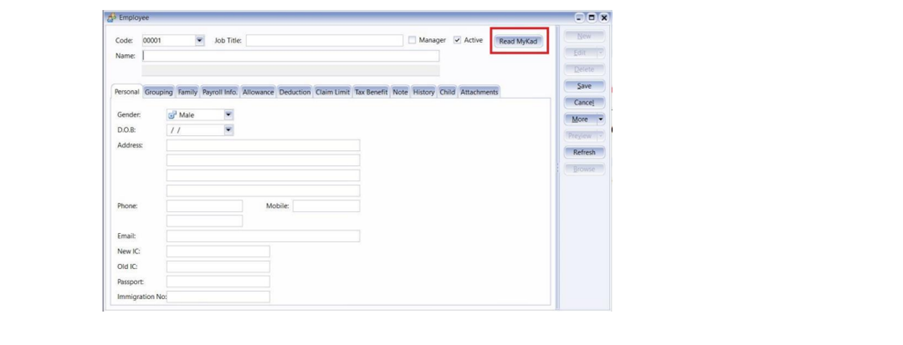 Employee
Code: 00001 Job Title: Manager Active Read MyKad
Name:
Personal Grouping Family Payroll Info. Allowance Deduction Claim Limit Tax Benefit Note History Child Attachments
Gender: Male
D.O.B: / /
Address:
Phone: Mobile:
Email:
New IC:
Old IC:
Passport:
Immigration No:
New
Edit
Delete
Save
Cancel
More
Preview
Refresh
Browse